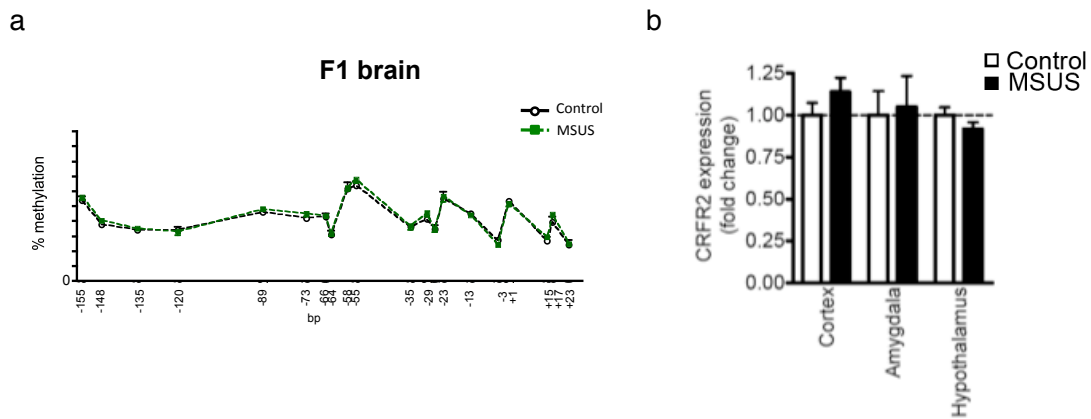 a
F1 brain
Control
MSUS
% methylation
0
-155
-148
-135
-120
-89
-73
-66
-64
-58
-55
-35
-29
-23
-13
-3
+1
+15
+17
+23
bp
b
Control
MSUS
CRFR2 expression
(fold change)
1.25
1.00
0.75
0.50
0.25
0.00
Cortex
Amygdala
Hypothalamus